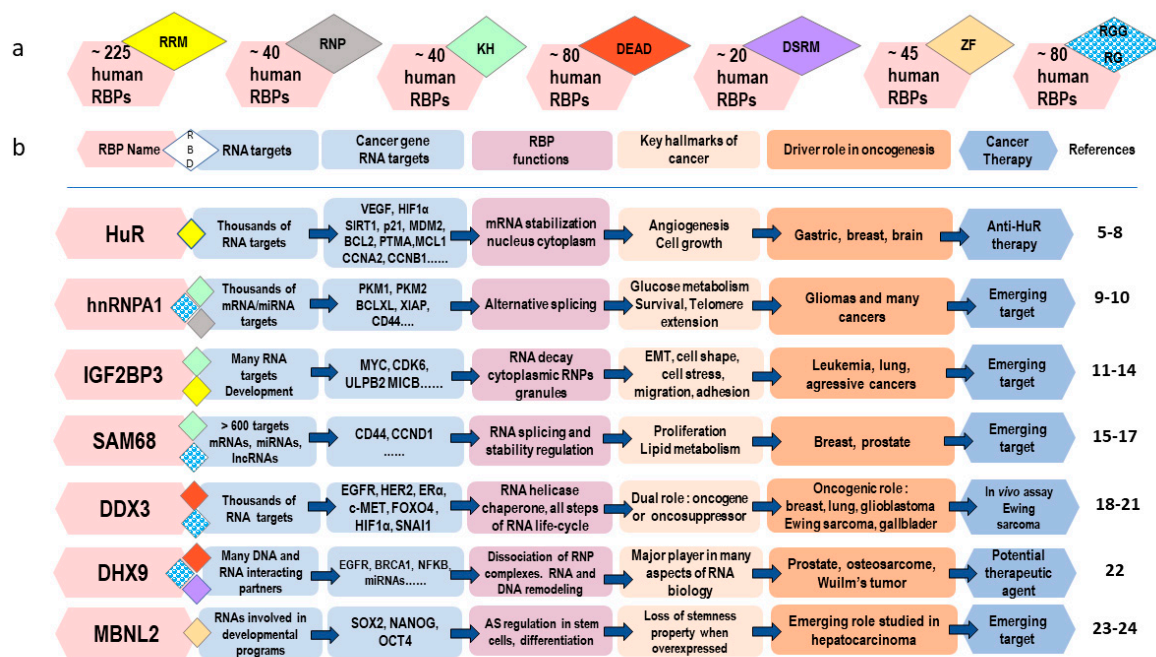 a
RRM
~ 225
human
RBPs
RNP
~ 40
human
RBPs
KH
~ 40
human
RBPs
DEAD
~ 80
human
RBPs
DSRM
~ 20
human
RBPs
ZF
~ 45
human
RBPs
RGG
RG
~ 80
human
RBPs
b
RBP Name
R
B
D
RNA targets
Cancer gene
RNA targets
RBP
functions
Key hallmarks of
cancer
Driver role in oncogenesis
Cancer
Therapy
References
HuR
Thousands of
RNA targets
VEGF, HIF1α
SIRT1, p21, MDM2,
BCL2, PTMA,MCL1
CCNA2, CCNB1......
mRNA stabilization
nucleus cytoplasm
Angiogenesis
Cell growth
Gastric, breast, brain
Anti-HuR
therapy
5-8
hnRNPA1
Thousands of
mRNA/miRNA
targets
PKM1, PKM2
BCLXL, XIAP,
CD44....
Alternative splicing
Glucose metabolism
Survival, Telomere
extension
Gliomas and many
cancers
Emerging
target
9-10
IGF2BP3
Many RNA
targets
Development
MYC, CDK6,
ULPB2 MICB......
RNA decay
cytoplasmic RNPs
granules
EMT, cell shape,
cell stress,
migration, adhesion
Leukemia, lung,
agressive cancers
Emerging
target
11-14
SAM68
> 600 targets
mRNAs, miRNAs,
lncRNAs
CD44, CCND1
......
RNA splicing and
stability regulation
Proliferation
Lipid metabolism
Breast, prostate
Emerging
target
15-17
DDX3
Thousands of
RNA targets
EGFR, HER2, ERα,
c-MET, FOXO4,
HIF1α, SNAI1
RNA helicase
chaperone, all steps
of RNA life-cycle
Dual role : oncogene
or oncosuppressor
Oncogenic role :
breast, lung, glioblastoma
Ewing sarcoma, gallblader
In vivo assay
Ewing
sarcoma
18-21
DHX9
Many DNA and
RNA interacting
partners
EGFR, BRCA1, NFKB,
miRNAs......
Dissociation of RNP
complexes. RNA and
DNA remodeling
Major player in many
aspects of RNA
biology
Prostate, osteosarcome,
Wuilm's tumor
Potential
therapeutic
agent
22
MBNL2
RNAs involved in
developmental
programs
SOX2, NANOG,
OCT4
AS regulation in stem
cells, differentiation
Loss of stemness
property when
overexpressed
Emerging role studied in
hepatocarcinoma
Emerging
target
23-24